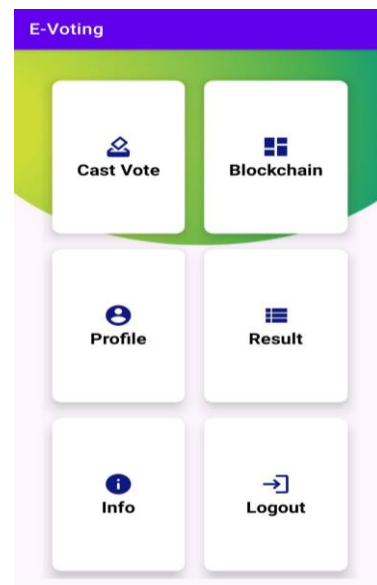 E-Voting
Cast Vote
Blockchain
Profile
Result
Info
Logout